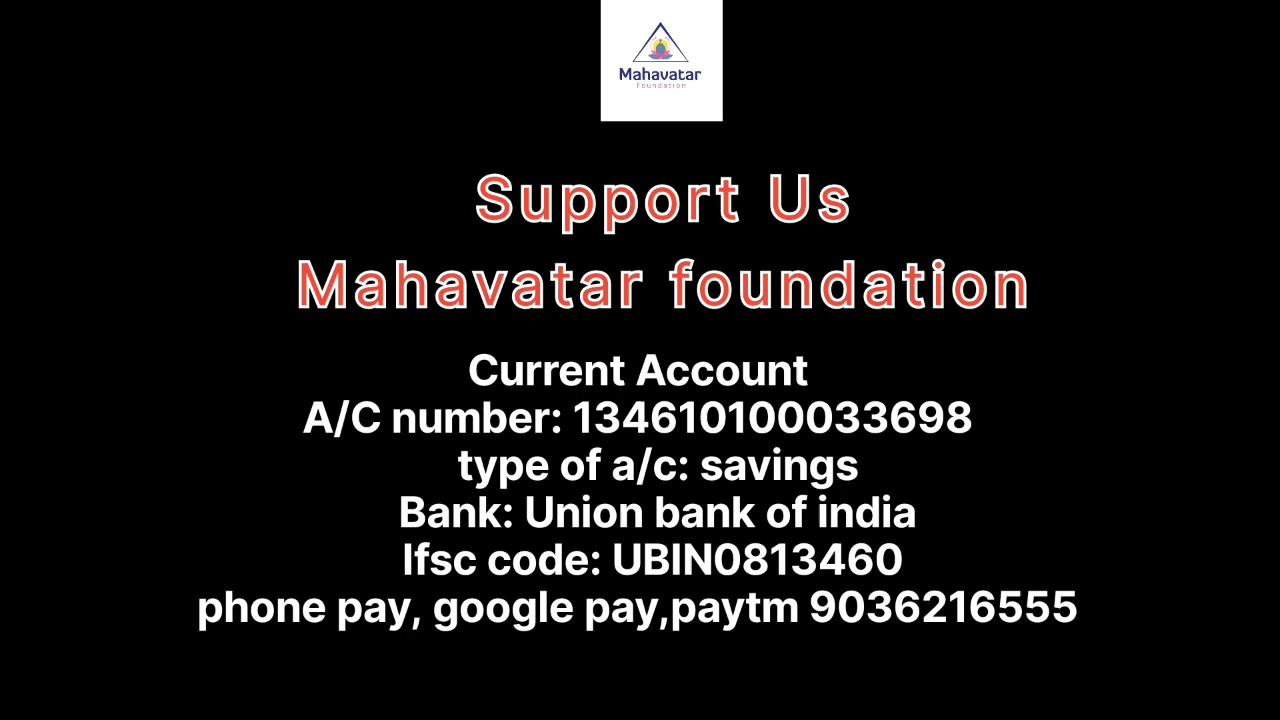 Mahavatar
Foundation
Support Us
Mahavatar foundation
Current Account
A/C number: 134610100033698
type of a/c: savings
Bank: Union bank of india
Ifsc code: UBIN0813460
phone pay, google pay,paytm 9036216555